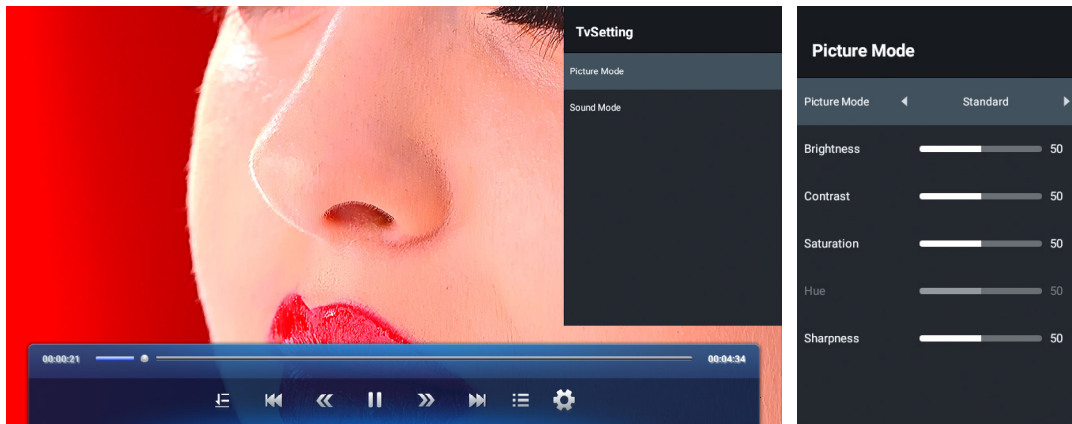 TvSetting
Picture Mode
Sound Mode
00:00:21
00:04:34
Picture Mode
Picture Mode Standard
Brightness 50
Contrast 50
Saturation 50
Hue 50
Sharpness 50